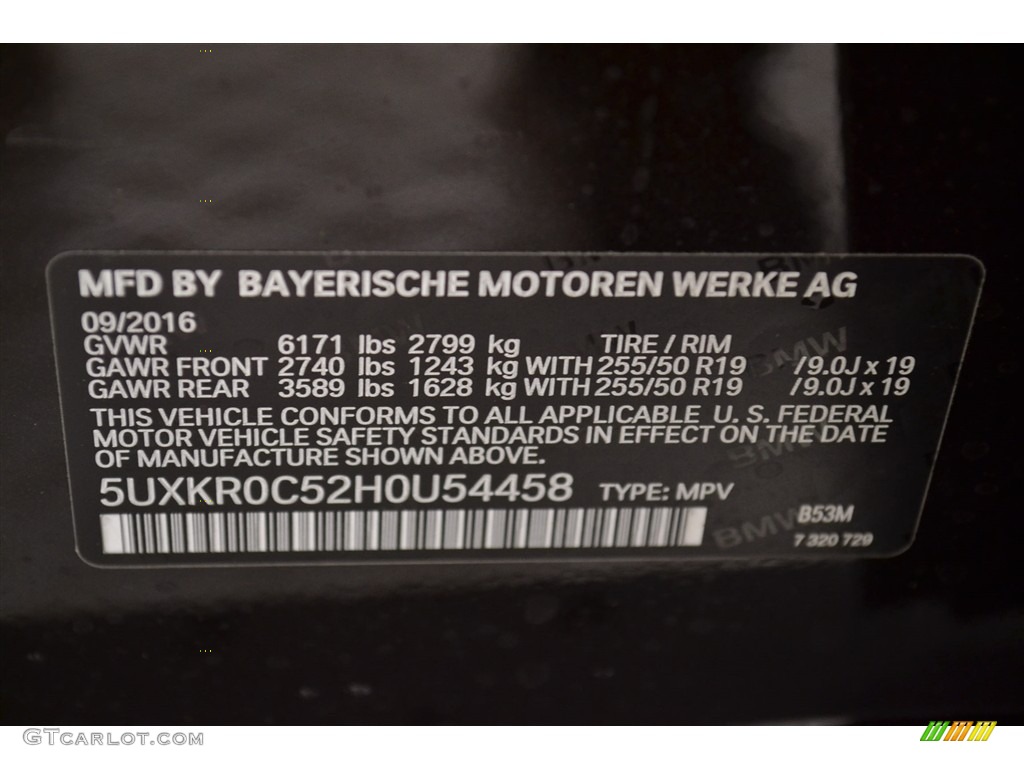 MFD BY BAYERISCHE MOTOREN WERKE AG
09/2016
GVWR 6171 lbs 2799 kg TIRE / RIM
GAWR FRONT 2740 lbs 1243 kg WITH 255/50 R19 /9.0J x 19
GAWR REAR 3589 lbs 1628 kg WITH 255/50 R19 /9.0J x 19
THIS VEHICLE CONFORMS TO ALL APPLICABLE U. S. FEDERAL
MOTOR VEHICLE SAFETY STANDARDS IN EFFECT ON THE DATE
OF MANUFACTURE SHOWN ABOVE.
5UXKR0C52H0U54458 TYPE: MPV
B53M
BMW
7 320 729
GTCARLOT.COM